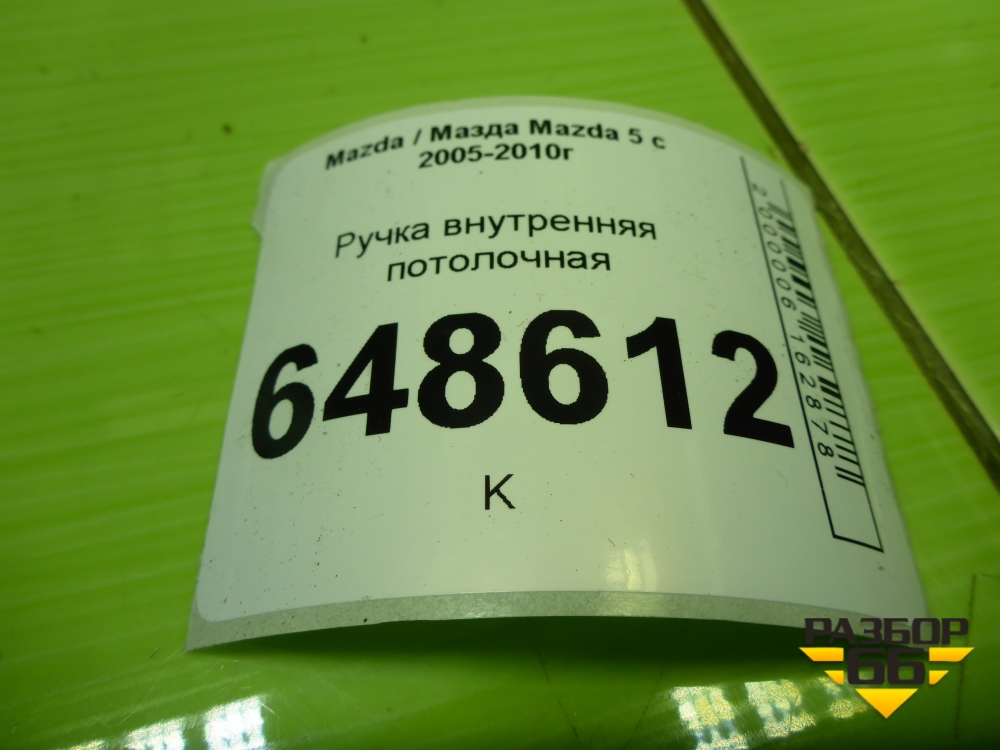 Mazda / Мазда Mazda 5 с
2005-2010г
Ручка внутренняя
потолочная
648612
К
2000006162878
РАЗБОР
66